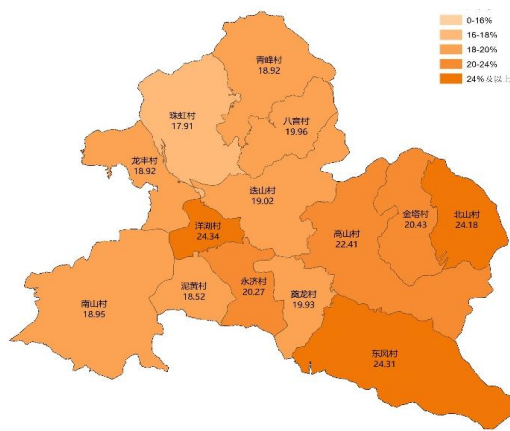 0-16%
16-18%
18-20%
20-24%
24%及以上
青峰村
18.92
珠虹村
17.91
八音村
19.96
龙丰村
18.92
迭山村
19.02
洋湖村
24.34
高山村
22.41
金塔村
20.43
北山村
24.18
南山村
18.95
泥黄村
18.52
永济村
20.27
奠龙村
19.93
东风村
24.31